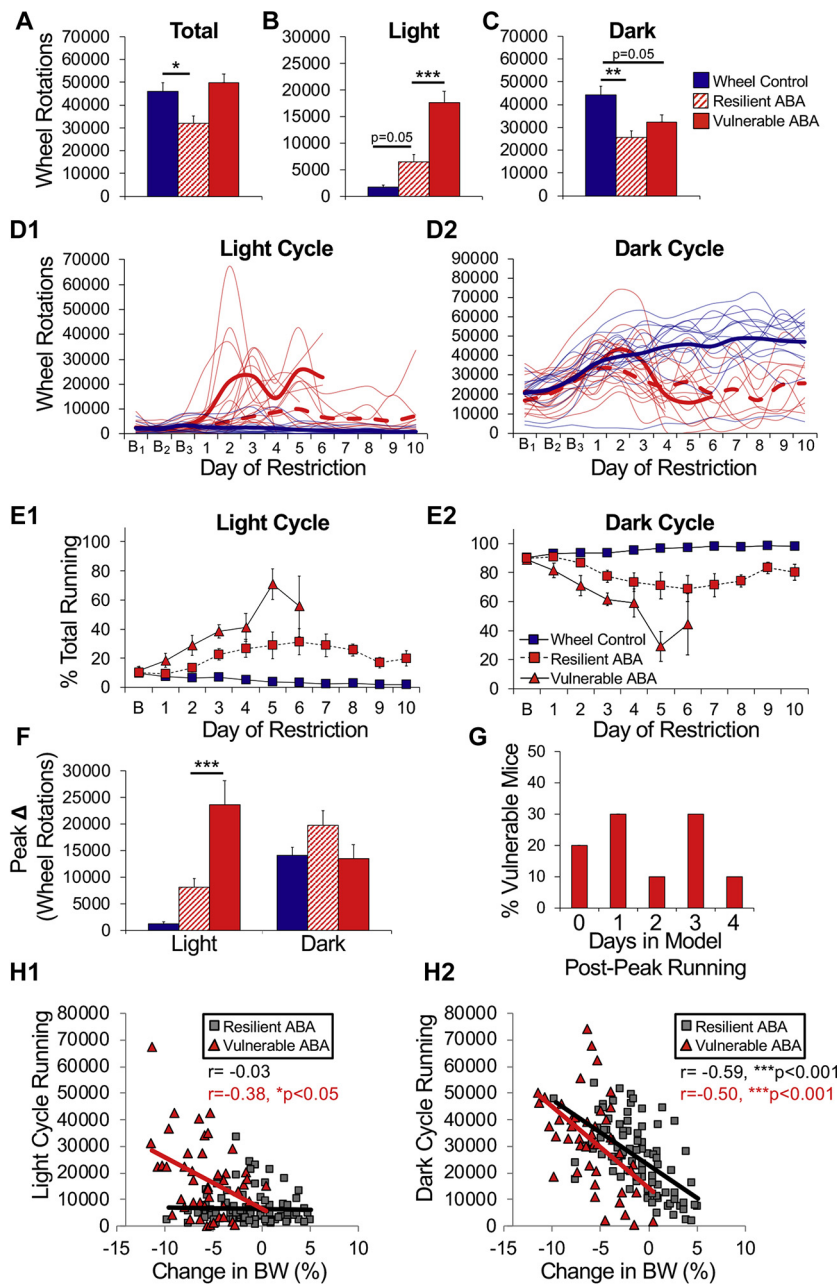 A Total
Wheel Rotations
70000
60000
50000
40000
30000
20000
10000
0
*
B Light
30000
25000
20000
15000
10000
5000
0
p=0.05
***
C Dark
70000
60000
50000
40000
30000
20000
10000
0
p=0.05
**
Wheel Control
Resilient ABA
Vulnerable ABA
D1 Light Cycle
Wheel Rotations
70000
60000
50000
40000
30000
20000
10000
0
B1 B2 B3 1 2 3 4 5 6 7 8 9 10
Day of Restriction
D2 Dark Cycle
90000
80000
70000
60000
50000
40000
30000
20000
10000
0
B1 B2 B3 1 2 3 4 5 6 7 8 9 10
Day of Restriction
E1 Light Cycle
% Total Running
100
80
60
40
20
0
B 1 2 3 4 5 6 7 8 9 10
Day of Restriction
E2 Dark Cycle
100
80
60
40
20
0
Wheel Control
Resilient ABA
Vulnerable ABA
B 1 2 3 4 5 6 7 8 9 10
Day of Restriction
F
Peak Δ
(Wheel Rotations)
30000
25000
20000
15000
10000
5000
0
***
Light Dark
G
% Vulnerable Mice
50
40
30
20
10
0
0 1 2 3 4
Days in Model
Post-Peak Running
H1
Light Cycle Running
80000
70000
60000
50000
40000
30000
20000
10000
0
Resilient ABA
Vulnerable ABA
r= -0.03
r=-0.38, *p<0.05
-15 -10 -5 0 5 10
Change in BW (%)
H2
Dark Cycle Running
80000
70000
60000
50000
40000
30000
20000
10000
0
Resilient ABA
Vulnerable ABA
r= -0.59, ***p<0.001
r=-0.50, ***p<0.001
-15 -10 -5 0 5 10
Change in BW (%)